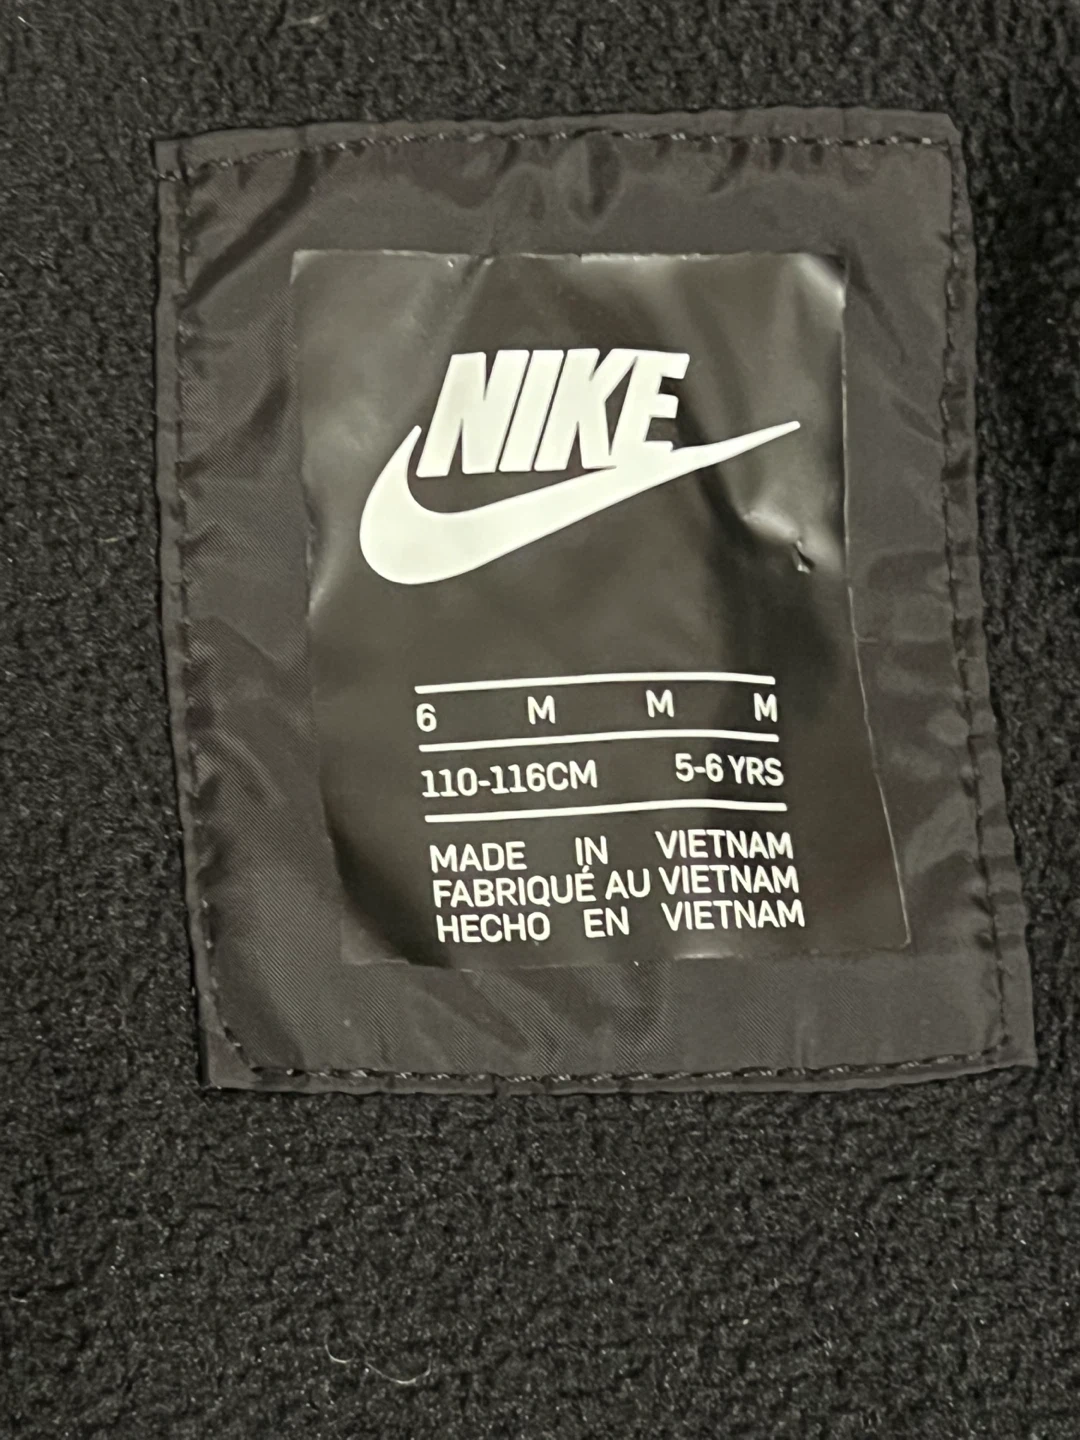 NIKE
6 M M M
110-116CM 5-6 YRS
MADE IN VIETNAM
FABRIQUÉ AU VIETNAM
HECHO EN VIETNAM